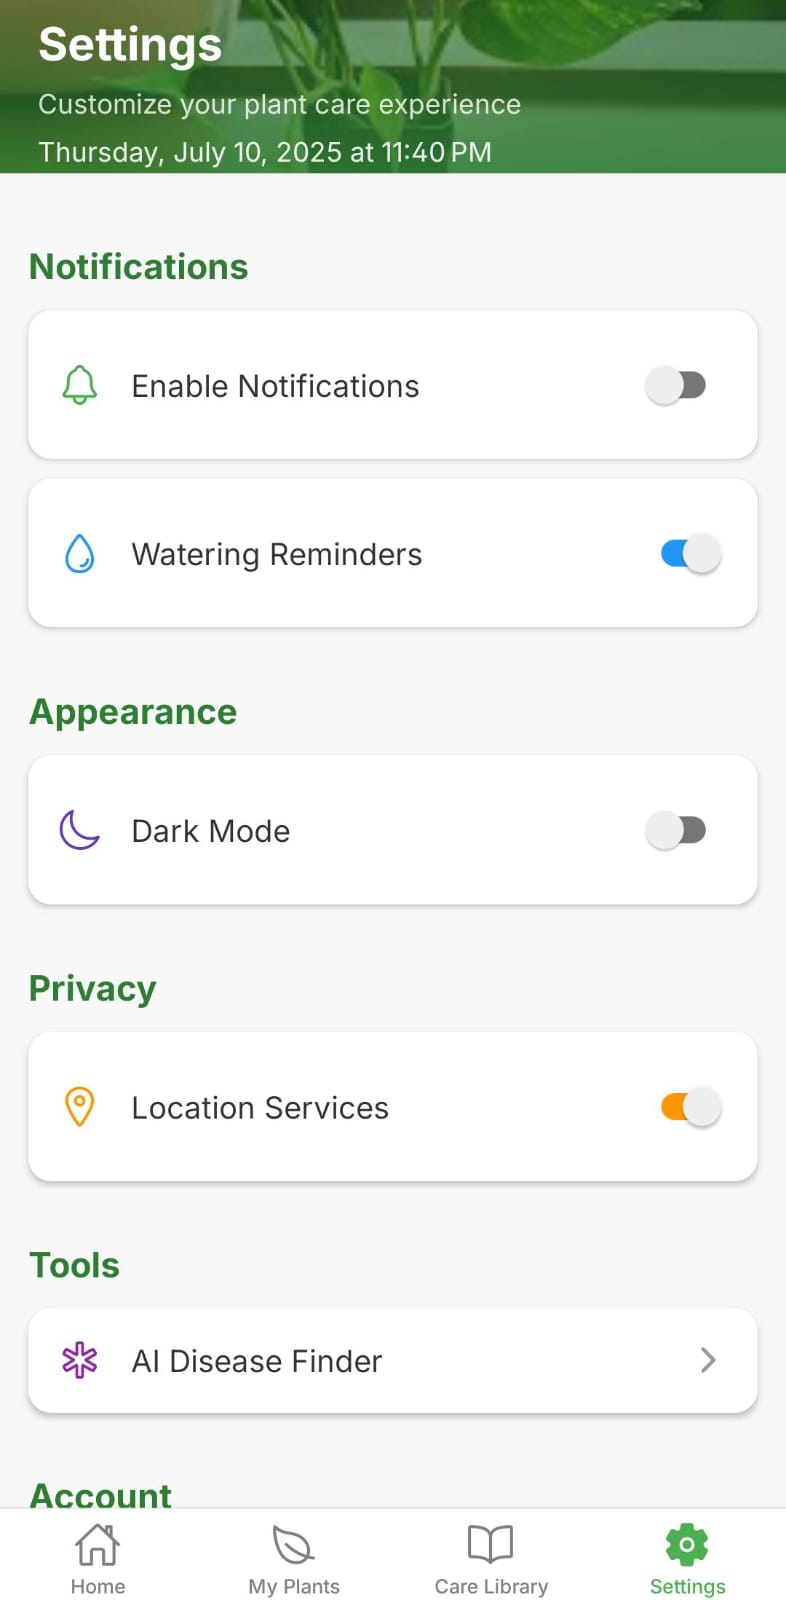 Settings
Customize your plant care experience
Thursday, July 10, 2025 at 11:40 PM
Notifications
Enable Notifications
Watering Reminders
Appearance
Dark Mode
Privacy
Location Services
Tools
AI Disease Finder
Account
Home
My Plants
Care Library
Settings